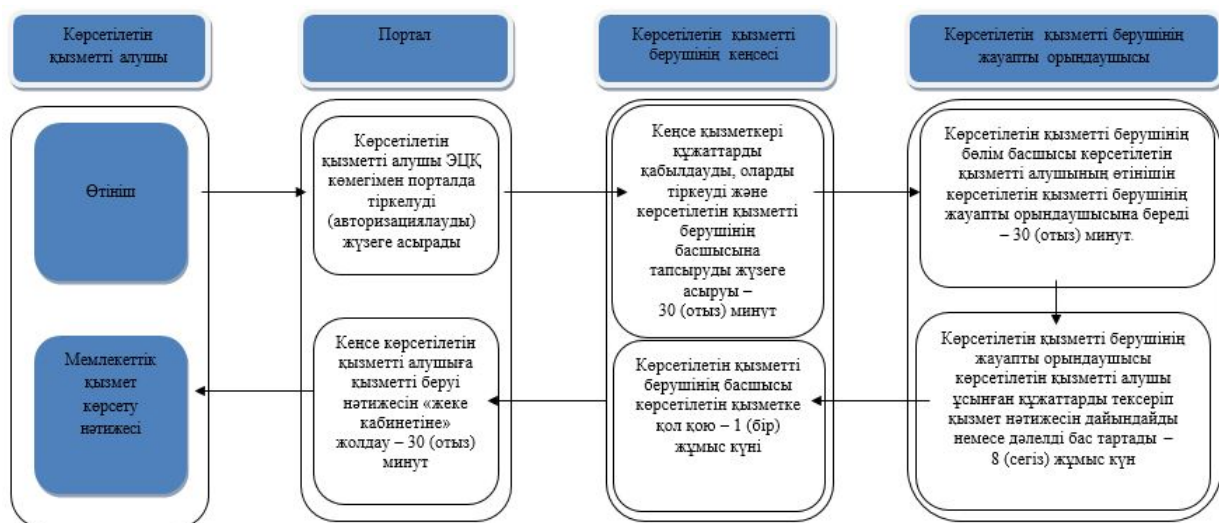 Көрсетілетін
қызметті алушы
Портал
Көрсетілетін қызметті
берушінің кеңсесі
Көрсетілетін қызметті берушінің
жауапты орындаушысы
Өтініш
Көрсетілетін
қызметті алушы ЭЦҚ
көмегімен порталда
тіркелуді
(авторизациялауды)
жүзеге асырады
Кеңсе қызметкері
құжаттарды
қабылдауды, оларды
тіркеуді және
көрсетілетін қызметті
берушінің
басшысына
тапсыруды жүзеге
асыруы –
30 (отыз) минут
Көрсетілетін қызметті берушінің
бөлім басшысы көрсетілетін
қызметті алушының өтінішін
көрсетілетін қызметті берушінің
жауапты орындаушысына береді
– 30 (отыз) минут.
Көрсетілетін қызметті берушінің
жауапты орындаушысы
көрсетілетін қызметті алушы
ұсынған құжаттарды тексеріп
қызмет нәтижесін дайындайды
немесе дәлелді бас тартады –
8 (сегіз) жұмыс күн
Көрсетілетін қызметті
берушінің басшысы
көрсетілетін қызметке
қол қою – 1 (бір)
жұмыс күні
Кеңсе көрсетілетін
қызметті алушыға
қызметті беруі
нәтижесін «жеке
кабинетіне»
жолдау – 30 (отыз)
минут
Мемлекеттік
қызмет
көрсету
нәтижесі